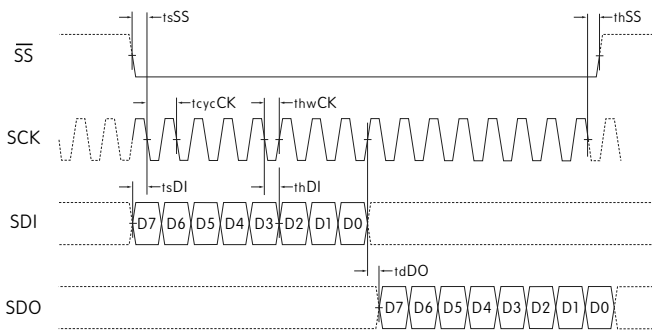 tsSS
thSS
S̅S̅
tcycCK
thwCK
SCK
tsDI
thDI
SDI
D7 D6 D5 D4 D3 D2 D1 D0
tdDO
SDO
D7 D6 D5 D4 D3 D2 D1 D0